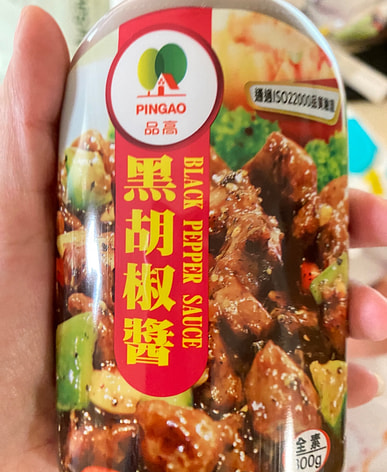 PINGAO
品高
通過ISO22000品質驗證
黑胡椒醬
BLACK PEPPER SAUCE
全素
300g